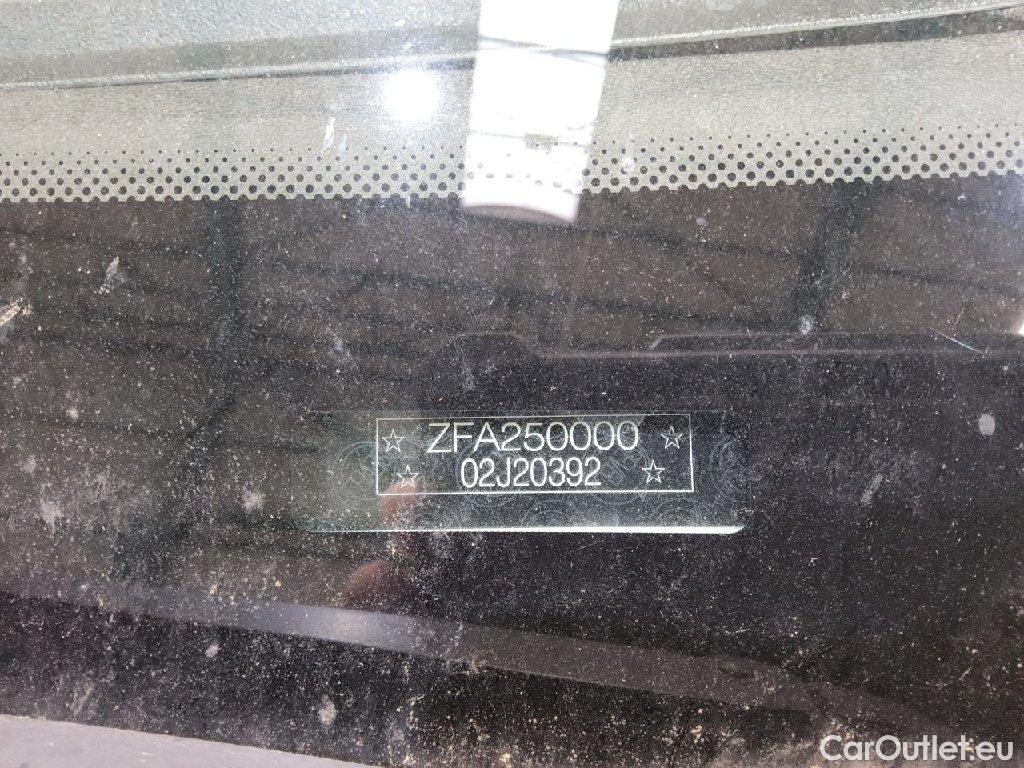 ☆ ZFA250000 ☆
☆ 02J20392 ☆
CarOutlet.eu